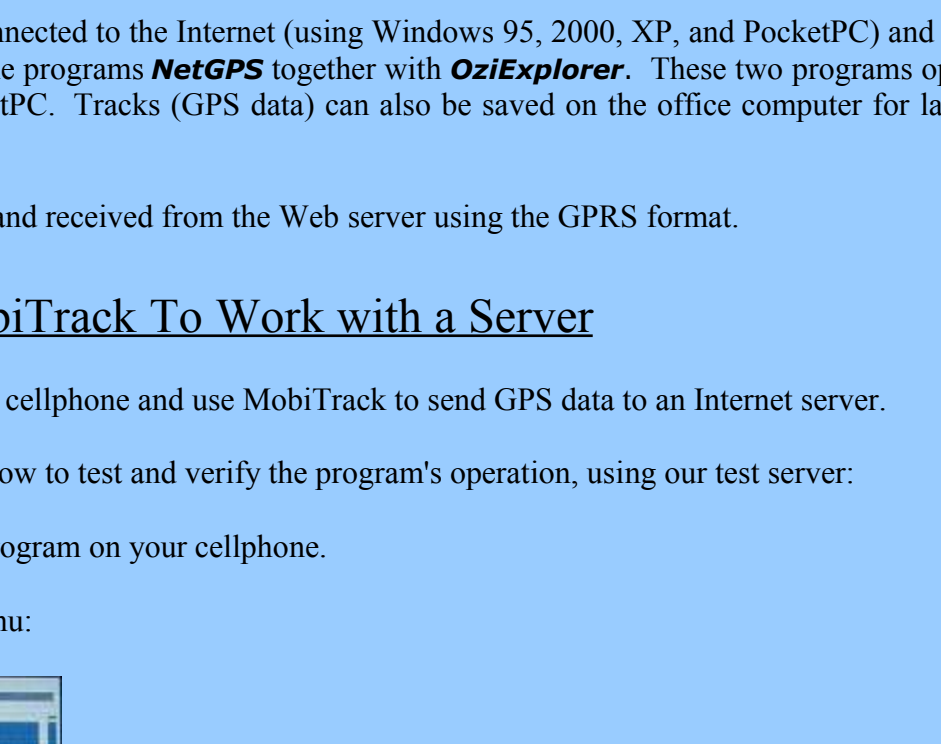 nnected to the Internet (using Windows 95, 2000, XP, and PocketPC) and
e programs NetGPS together with OziExplorer. These two programs op
tPC. Tracks (GPS data) can also be saved on the office computer for la
and received from the Web server using the GPRS format.
biTrack To Work with a Server
cellphone and use MobiTrack to send GPS data to an Internet server.
ow to test and verify the program's operation, using our test server:
ogram on your cellphone.
nu: